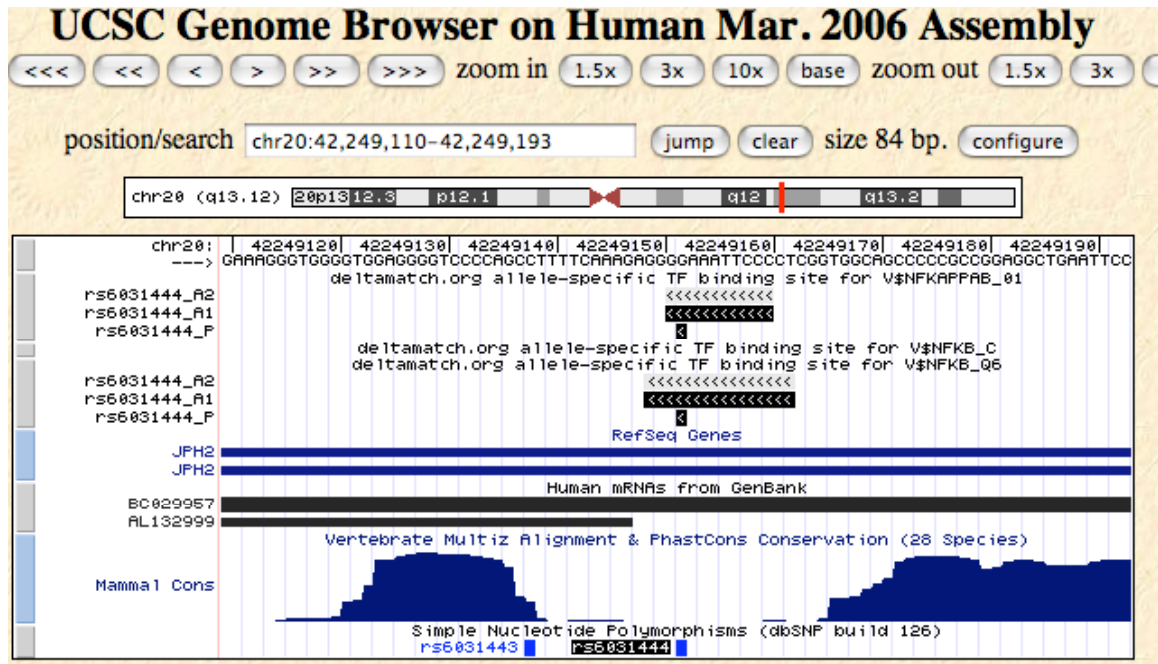 UCSC Genome Browser on Human Mar. 2006 Assembly
<<< << < > >> >>> zoom in 1.5x 3x 10x base zoom out 1.5x 3x
position/search chr20:42,249,110-42,249,193 jump clear size 84 bp. configure
chr20 (q13.12) 20p13 12.3 p12.1 q12 q13.2
chr20: | 42249120| 42249130| 42249140| 42249150| 42249160| 42249170| 42249180| 42249190|
---> GAAAGGGTGGGGTGGAGGGGTCCCCAGCCTTTTCAAAGAGGGGAAATTCCCCTCGGTGGCAGCCCCCGCCGGAGGCTGAATTCC
deltamatch.org allele-specific TF binding site for V$NFKAPPAB_01
rs6031444_A2 <<<<<<<<<<
rs6031444_A1 <<<<<<<<<<
rs6031444_P <
deltamatch.org allele-specific TF binding site for V$NFKB_C
deltamatch.org allele-specific TF binding site for V$NFKB_Q6
rs6031444_A2 <<<<<<<<<<<<<
rs6031444_A1 <<<<<<<<<<<<<<
rs6031444_P <
RefSeq Genes
JPH2
JPH2
Human mRNAs from GenBank
BC029957
AL132999
Vertebrate Multiz Alignment & PhastCons Conservation (28 Species)
Mammal Cons
Simple Nucleotide Polymorphisms (dbSNP build 126)
rs6031443 rs6031444